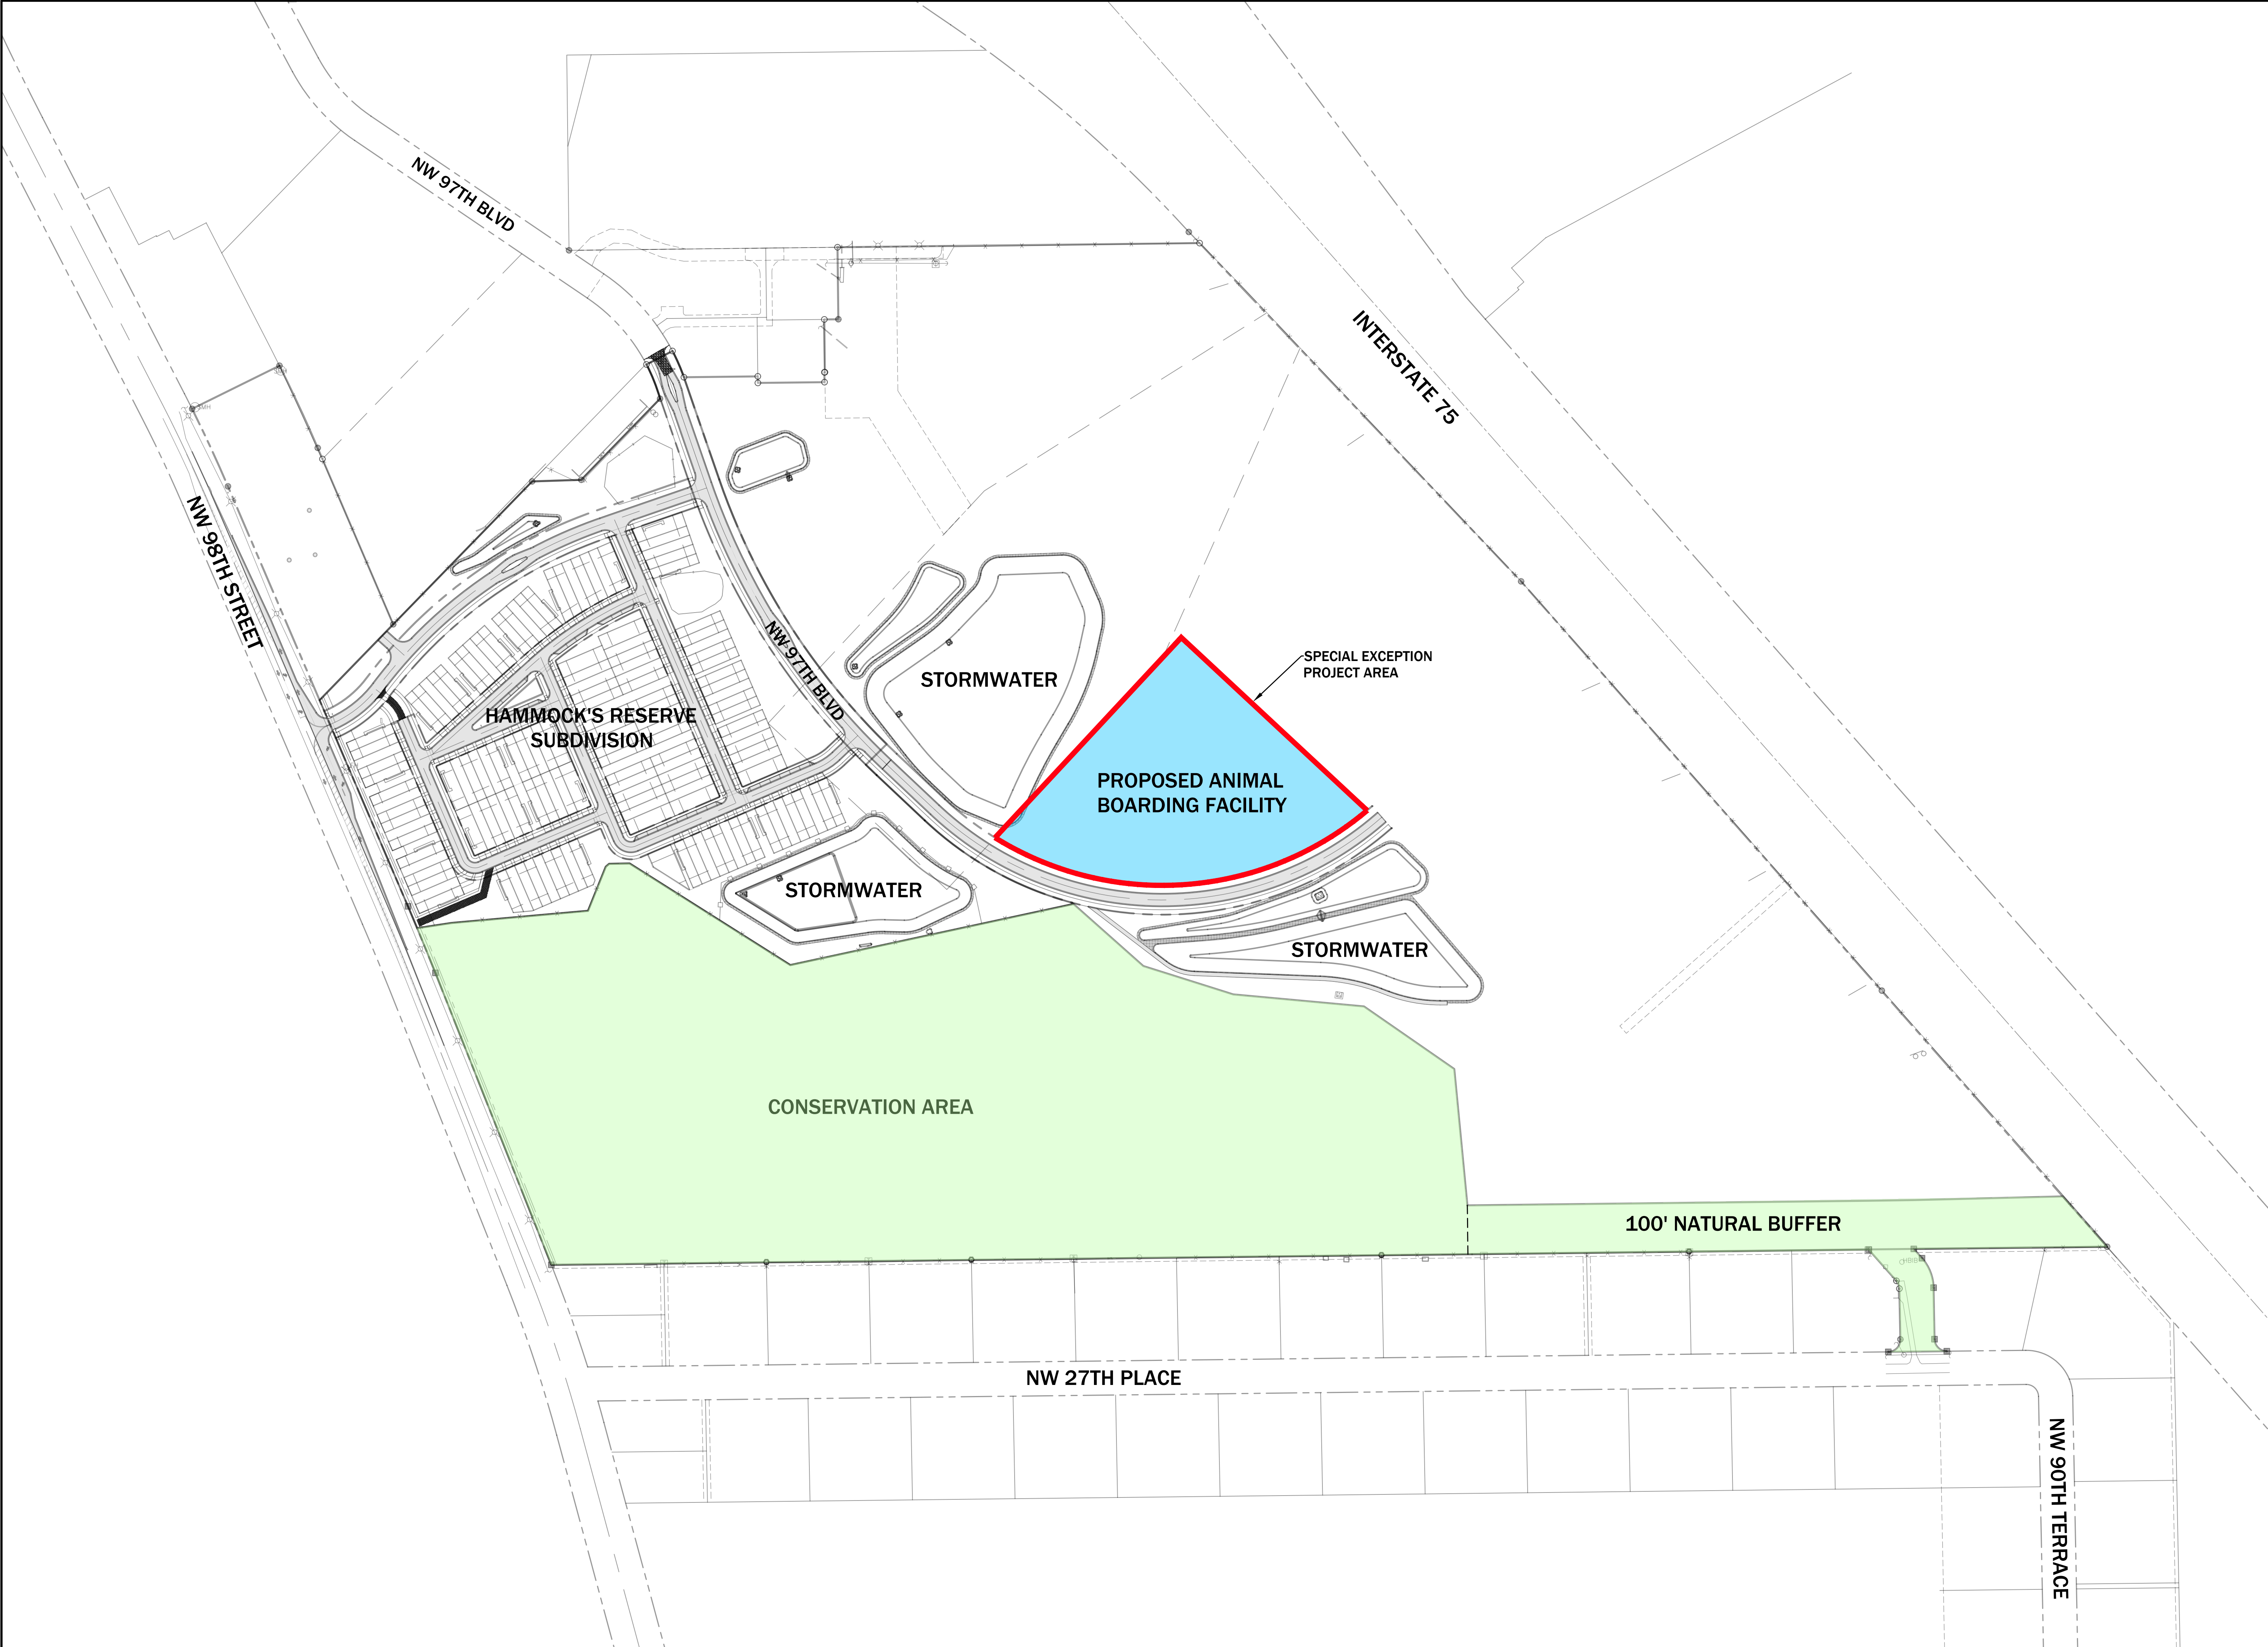 NW 97TH BLVD
INTERSTATE 75
NW 98TH STREET
NW 97TH BLVD
SPECIAL EXCEPTION
PROJECT AREA
STORMWATER
HAMMOCK'S RESERVE
SUBDIVISION
PROPOSED ANIMAL
BOARDING FACILITY
STORMWATER
STORMWATER
CONSERVATION AREA
100' NATURAL BUFFER
NW 27TH PLACE
NW 90TH TERRACE